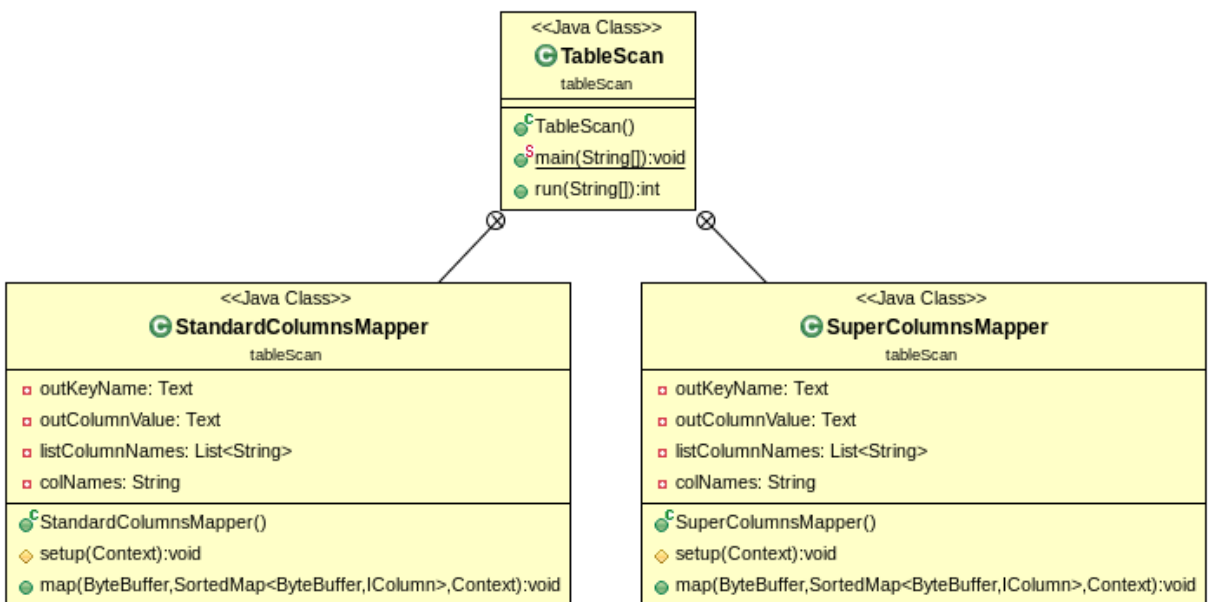 <<Java Class>>
TableScan
tableScan
TableScan()
main(String[]):void
run(String[]):int
<<Java Class>>
StandardColumnsMapper
tableScan
outKeyName: Text
outColumnValue: Text
listColumnNames: List<String>
colNames: String
StandardColumnsMapper()
setup(Context):void
map(ByteBuffer,SortedMap<ByteBuffer,IColumn>,Context):void
<<Java Class>>
SuperColumnsMapper
tableScan
outKeyName: Text
outColumnValue: Text
listColumnNames: List<String>
colNames: String
SuperColumnsMapper()
setup(Context):void
map(ByteBuffer,SortedMap<ByteBuffer,IColumn>,Context):void